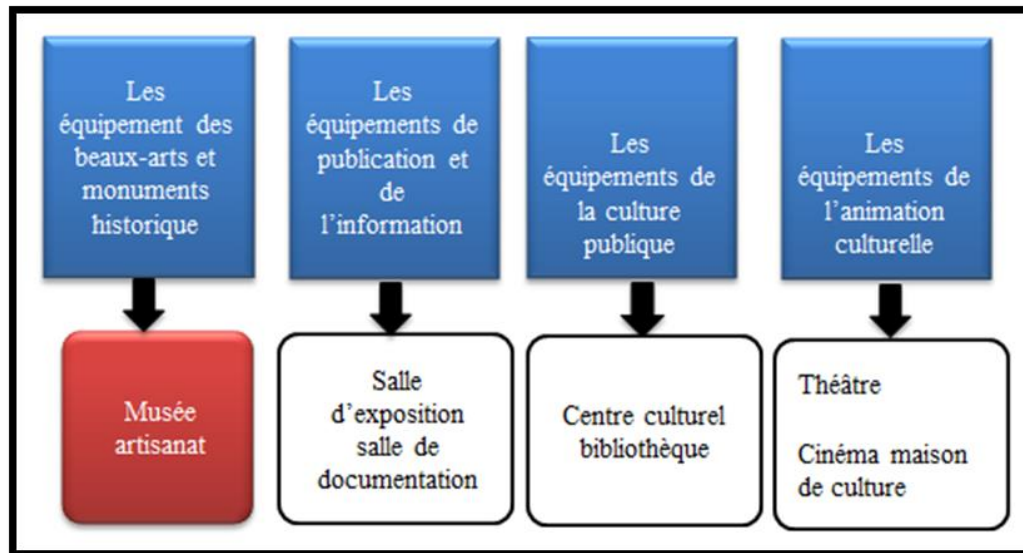 Les
équipement des
beaux-arts et
monuments
historique
Les
équipements de
publication et
de
l’information
Les
équipements de
la culture
publique
Les
équipements de
l’animation
culturelle
Musée
artisanat
Salle
d’exposition
salle de
documentation
Centre culturel
bibliothèque
Théâtre
Cinéma maison
de culture